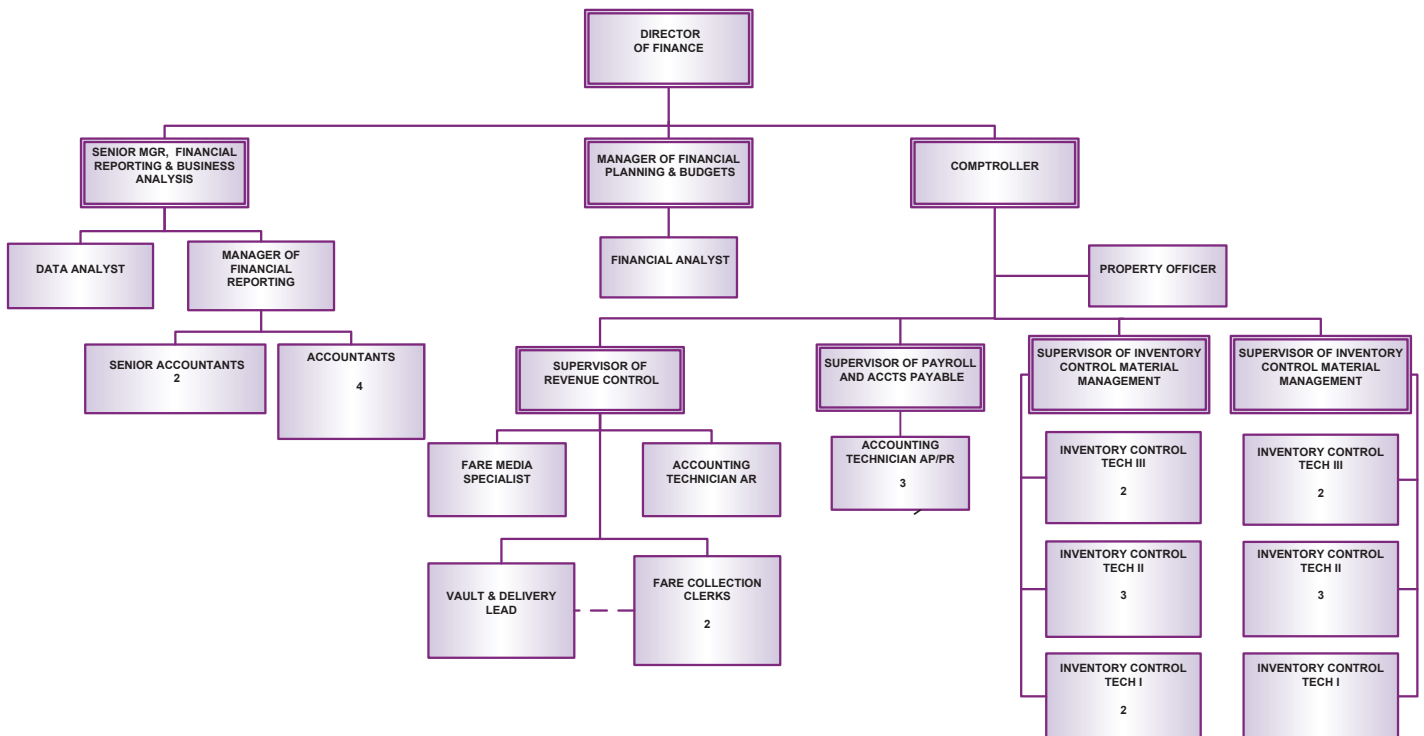 DIRECTOR
OF FINANCE
SENIOR MGR, FINANCIAL
REPORTING & BUSINESS
ANALYSIS
MANAGER OF FINANCIAL
PLANNING & BUDGETS
COMPTROLLER
DATA ANALYST
MANAGER OF
FINANCIAL
REPORTING
FINANCIAL ANALYST
PROPERTY OFFICER
SENIOR ACCOUNTANTS
2
ACCOUNTANTS
4
SUPERVISOR OF
REVENUE CONTROL
SUPERVISOR OF PAYROLL
AND ACCTS PAYABLE
SUPERVISOR OF INVENTORY
CONTROL MATERIAL
MANAGEMENT
SUPERVISOR OF INVENTORY
CONTROL MATERIAL
MANAGEMENT
FARE MEDIA
SPECIALIST
ACCOUNTING
TECHNICIAN AR
ACCOUNTING
TECHNICIAN AP/PR
3
INVENTORY CONTROL
TECH III
2
INVENTORY CONTROL
TECH III
2
VAULT & DELIVERY
LEAD
FARE COLLECTION
CLERKS
2
INVENTORY CONTROL
TECH II
3
INVENTORY CONTROL
TECH II
3
INVENTORY CONTROL
TECH I
2
INVENTORY CONTROL
TECH I